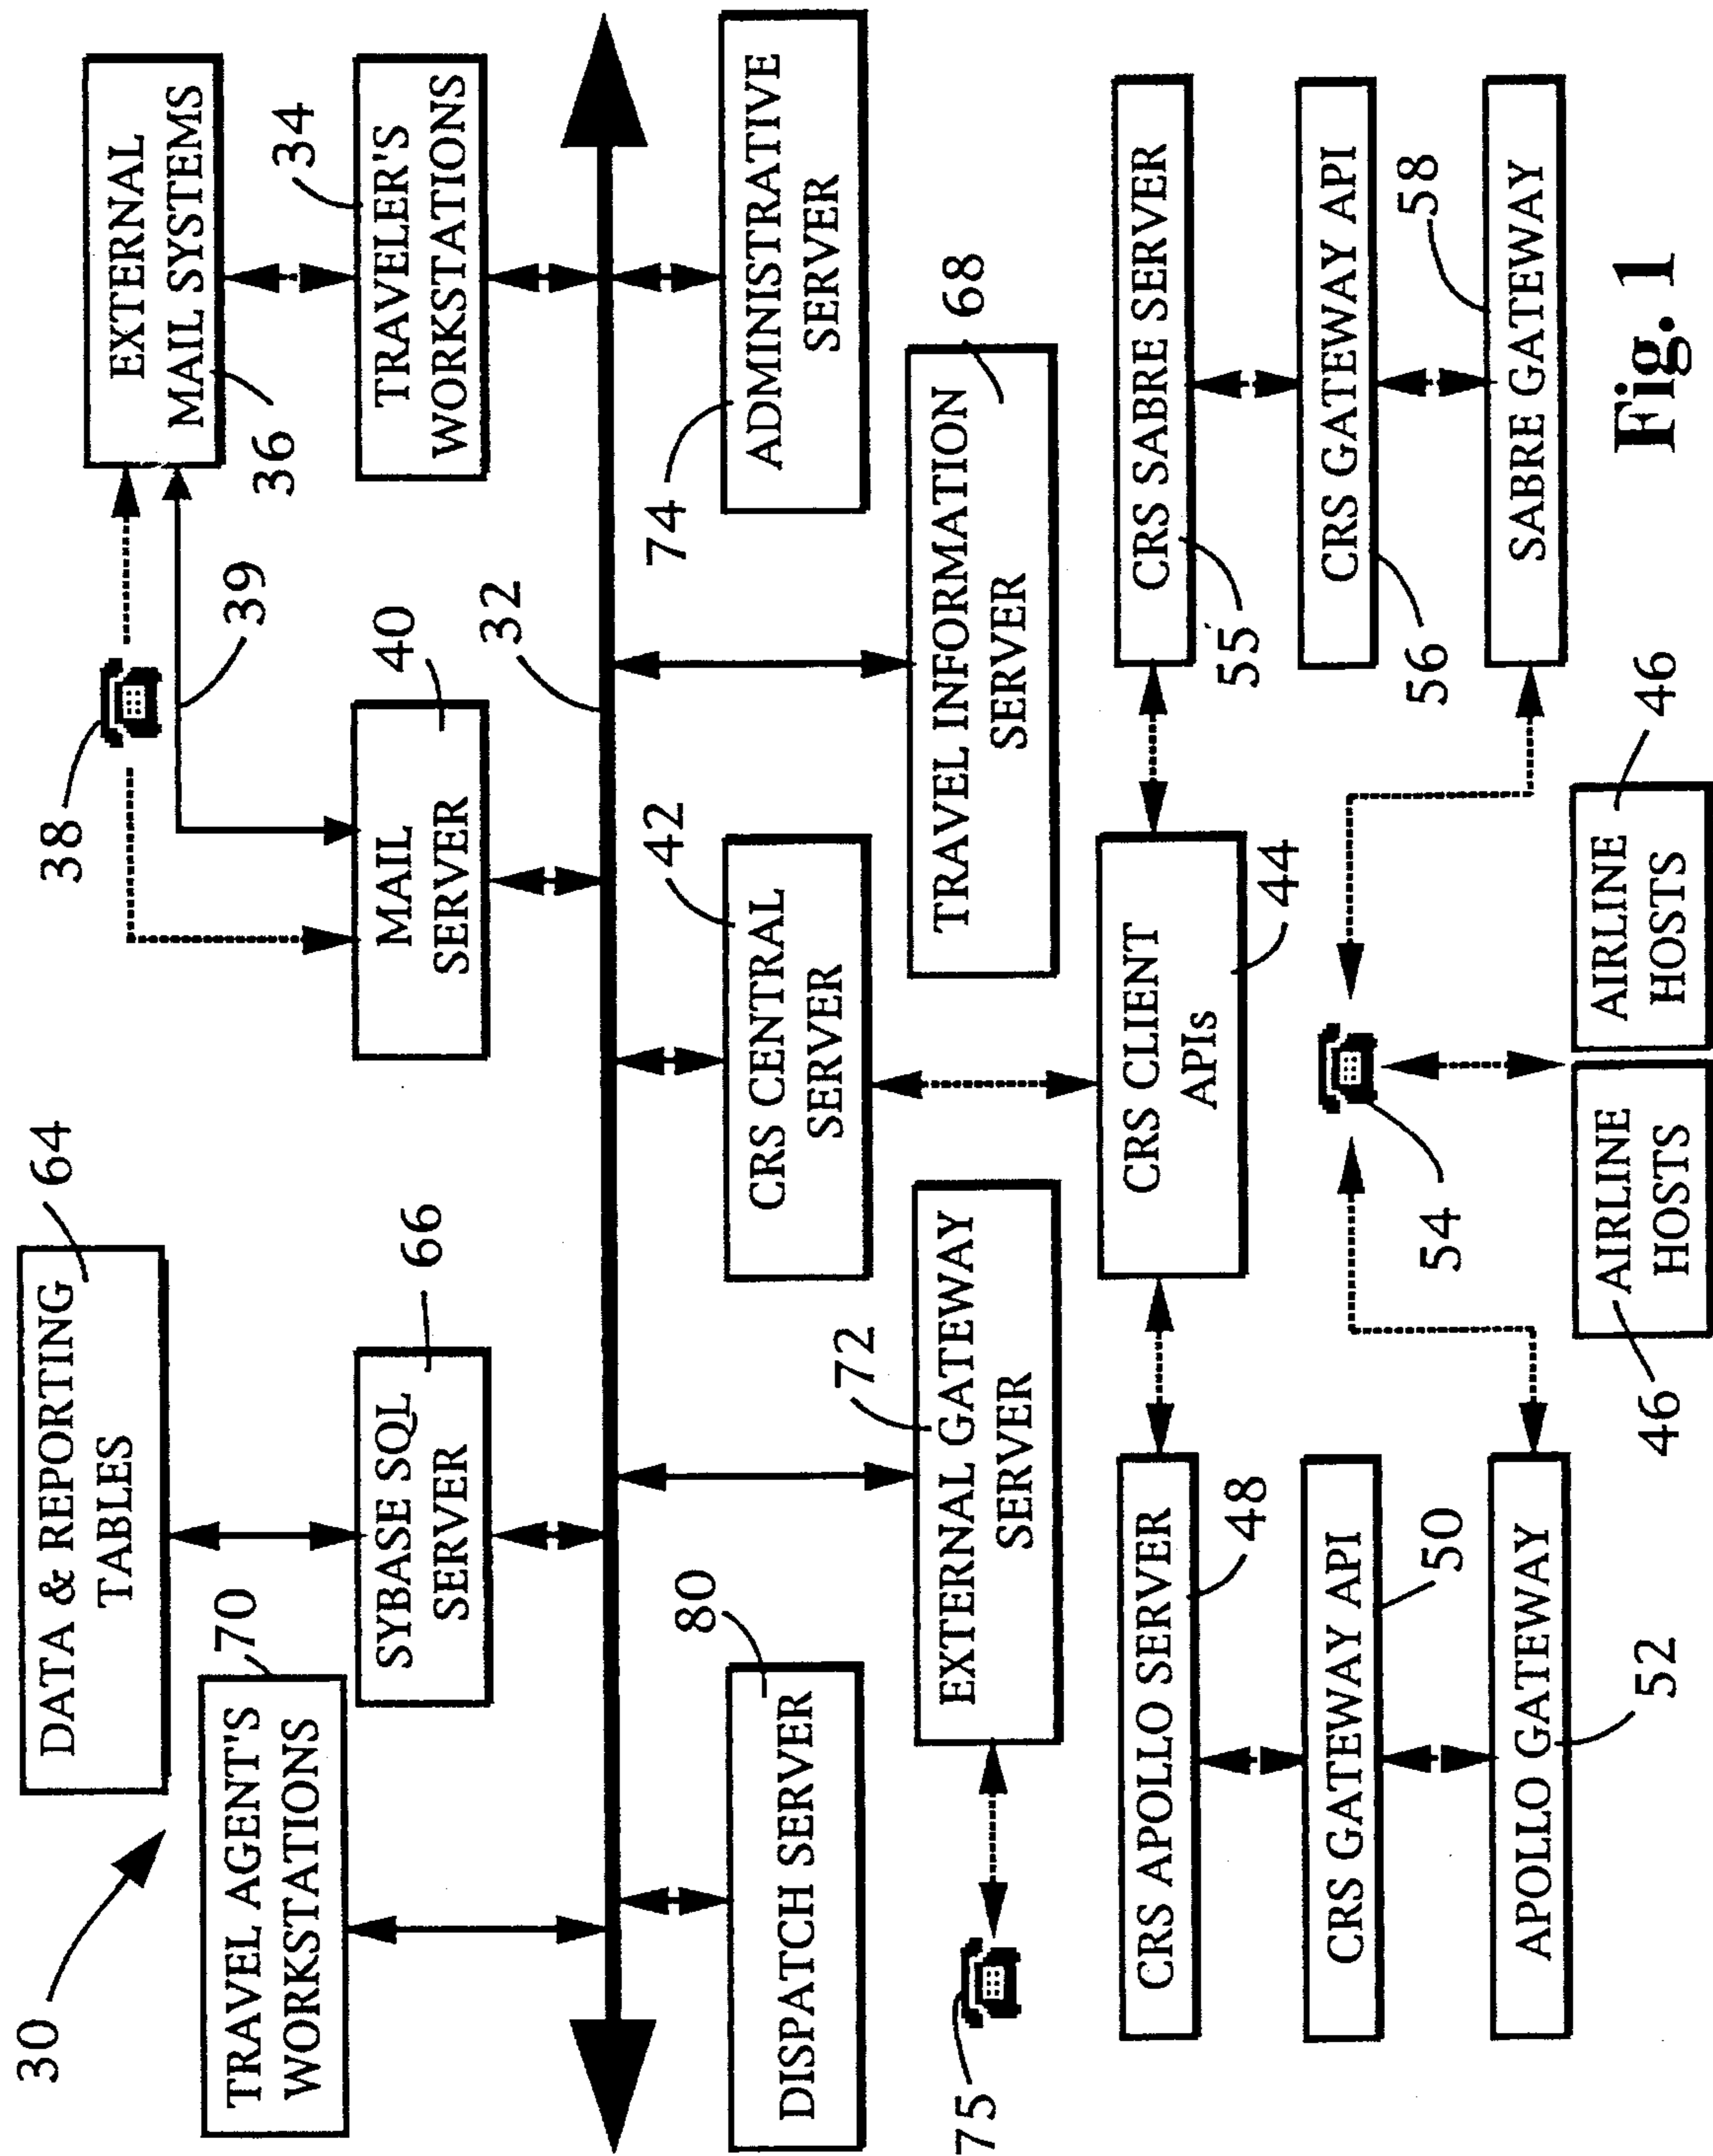 30
DATA & REPORTING
TABLES
64
TRAVEL AGENT'S
WORKSTATIONS
70
SYBASE SQL
SERVER
66
38
39
EXTERNAL
MAIL SYSTEMS
36
MAIL
SERVER
40
TRAVELER'S
WORKSTATIONS
34
32
DISPATCH SERVER
80
CRS CENTRAL
SERVER
42
74
ADMINISTRATIVE
SERVER
75
EXTERNAL GATEWAY
SERVER
72
TRAVEL INFORMATION
SERVER
68
CRS APOLLO SERVER
48
CRS CLIENT
APIs
44
CRS SABRE SERVER
55
CRS GATEWAY API
50
CRS GATEWAY API
56
54
APOLLO GATEWAY
52
SABRE GATEWAY
58
46
AIRLINE
HOSTS
AIRLINE
HOSTS
46
Fig. 1